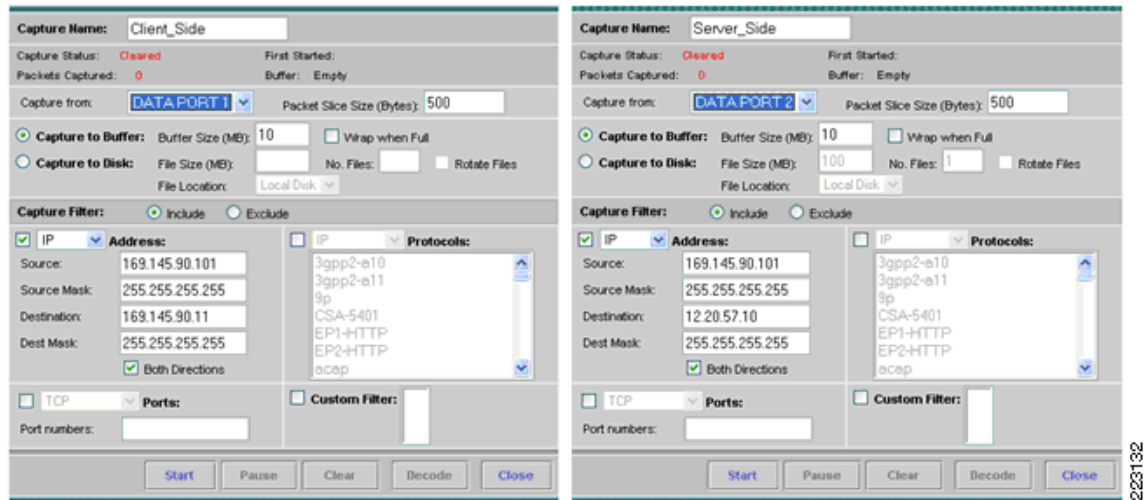 Capture Name: Client_Side
Capture Status: Cleared First Started:
Packets Captured: 0 Buffer: Empty
Capture from: DATA PORT 1 Packet Slice Size (Bytes): 500
Capture to Buffer: Buffer Size (MB): 10 Wrap when Full
Capture to Disk: File Size (MB): No. Files: Rotate Files
File Location: Local Disk
Capture Filter: Include Exclude
IP Address:
Source: 169.145.90.101
Source Mask: 255.255.255.255
Destination: 169.145.90.11
Dest Mask: 255.255.255.255
Both Directions
IP Protocols:
3gpp2-a10
3gpp2-a11
9p
CSA-5401
EP1-HTTP
EP2-HTTP
acap
TCP Ports:
Port numbers:
Custom Filter:
Start Pause Clear Decode Close
Capture Name: Server_Side
Capture Status: Cleared First Started:
Packets Captured: 0 Buffer: Empty
Capture from: DATA PORT 2 Packet Slice Size (Bytes): 500
Capture to Buffer: Buffer Size (MB): 10 Wrap when Full
Capture to Disk: File Size (MB): 100 No. Files: 1 Rotate Files
File Location: Local Disk
Capture Filter: Include Exclude
IP Address:
Source: 169.145.90.101
Source Mask: 255.255.255.255
Destination: 12.20.57.10
Dest Mask: 255.255.255.255
Both Directions
IP Protocols:
3gpp2-a10
3gpp2-a11
9p
CSA-5401
EP1-HTTP
EP2-HTTP
acap
TCP Ports:
Port numbers:
Custom Filter:
Start Pause Clear Decode Close
223132